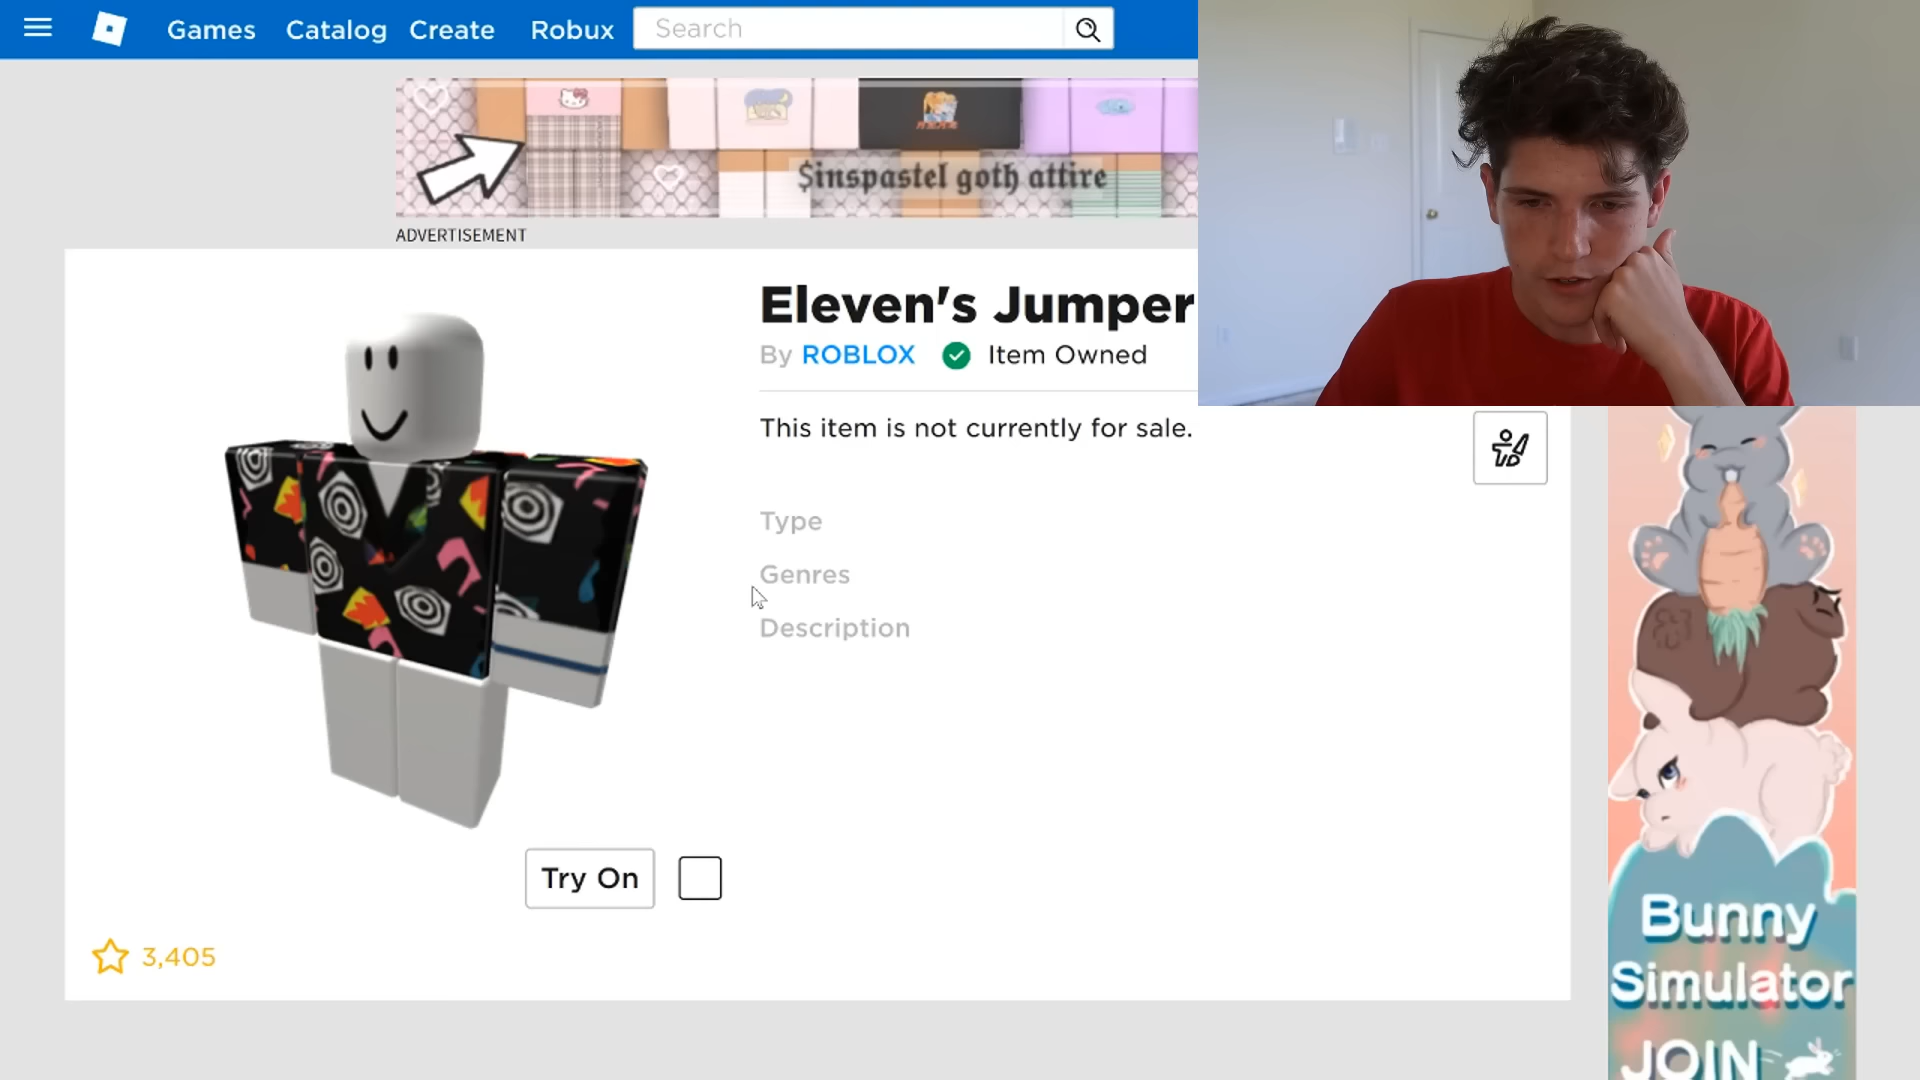 Games Catalog Create Robux Search
$inspastel goth attire
ADVERTISEMENT
Eleven's Jumper
By ROBLOX Item Owned
This item is not currently for sale.
Type
Genres
Description
Try On
3,405
Bunny
Simulator
JOIN